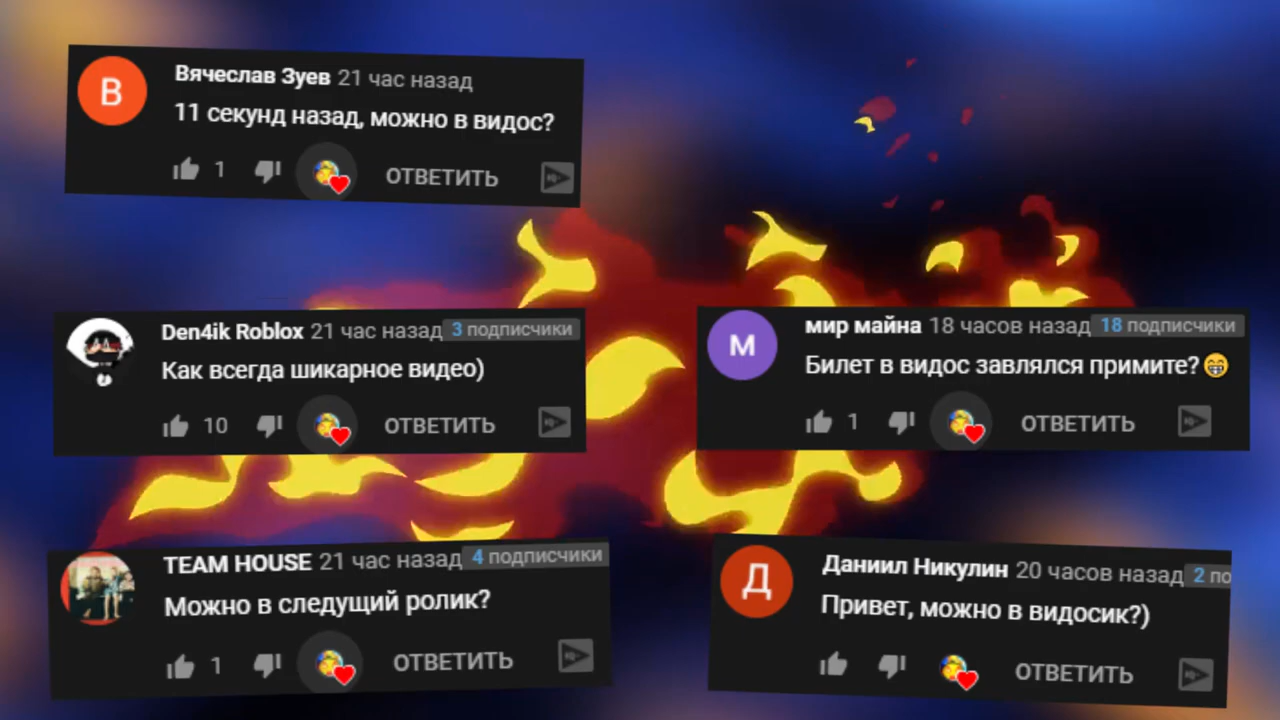 В
Вячеслав Зуев 21 час назад
11 секунд назад, можно в видос?
1 ОТВЕТИТЬ
Den4ik Roblox 21 час назад 3 подписчики
Как всегда шикарное видео)
10 ОТВЕТИТЬ
М
мир майна 18 часов назад 18 подписчики
Билет в видос завлялся примите?😁
1 ОТВЕТИТЬ
TEAM HOUSE 21 час назад 4 подписчики
Можно в следущий ролик?
1 ОТВЕТИТЬ
Д
Даниил Никулин 20 часов назад 2 по
Привет, можно в видосик?)
ОТВЕТИТЬ